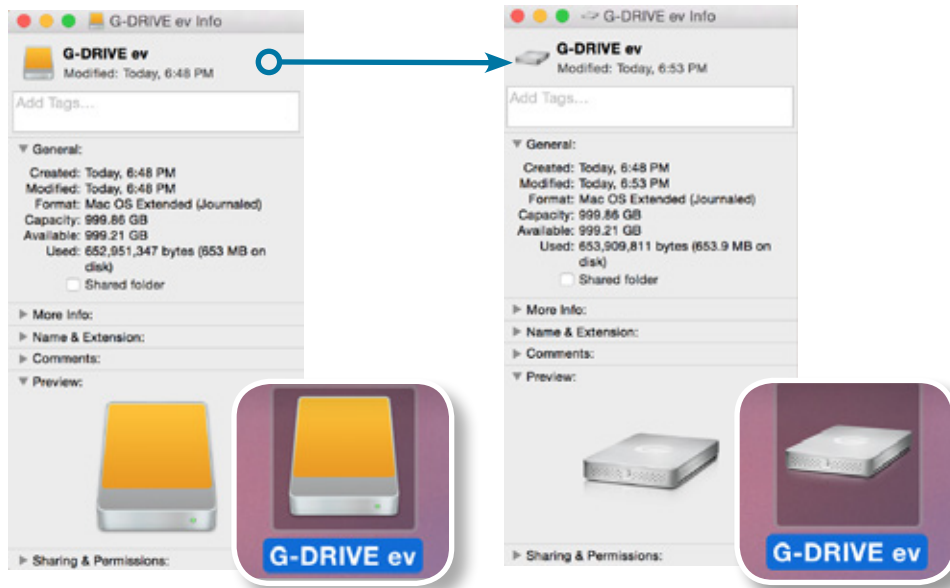 G-DRIVE ev Info
G-DRIVE ev
Modified: Today, 6:48 PM
Add Tags...
General:
Created: Today, 6:48 PM
Modified: Today, 6:48 PM
Format: Mac OS Extended (Journaled)
Capacity: 999.86 GB
Available: 999.21 GB
Used: 652,951,347 bytes (653 MB on
disk)
Shared folder
More Info:
Name & Extension:
Comments:
Preview:
Sharing & Permissions:
G-DRIVE ev
G-DRIVE ev Info
G-DRIVE ev
Modified: Today, 6:53 PM
Add Tags...
General:
Created: Today, 6:48 PM
Modified: Today, 6:53 PM
Format: Mac OS Extended (Journaled)
Capacity: 999.86 GB
Available: 999.21 GB
Used: 653,909,811 bytes (653.9 MB on
disk)
Shared folder
More Info:
Name & Extension:
Comments:
Preview:
Sharing & Permissions:
G-DRIVE ev